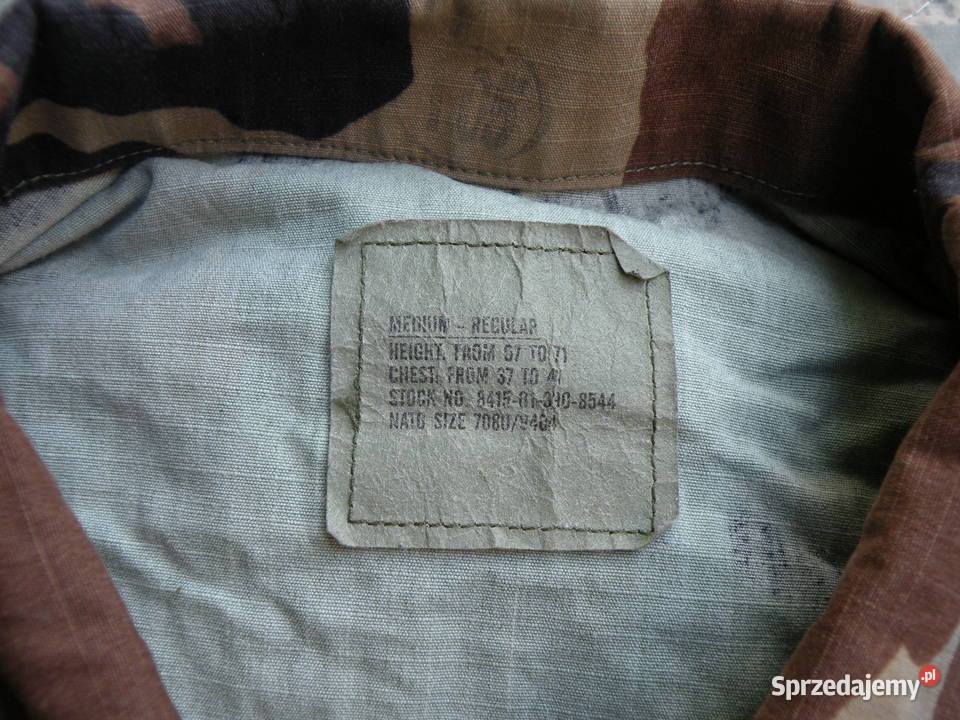 MEDIUM - REGULAR
HEIGHT. FROM 67 TO 71
CHEST. FROM 37 TO 41
STOCK NO. 8415-01-390-8544
NATO SIZE 7080/9404
Sprzedajemy.pl